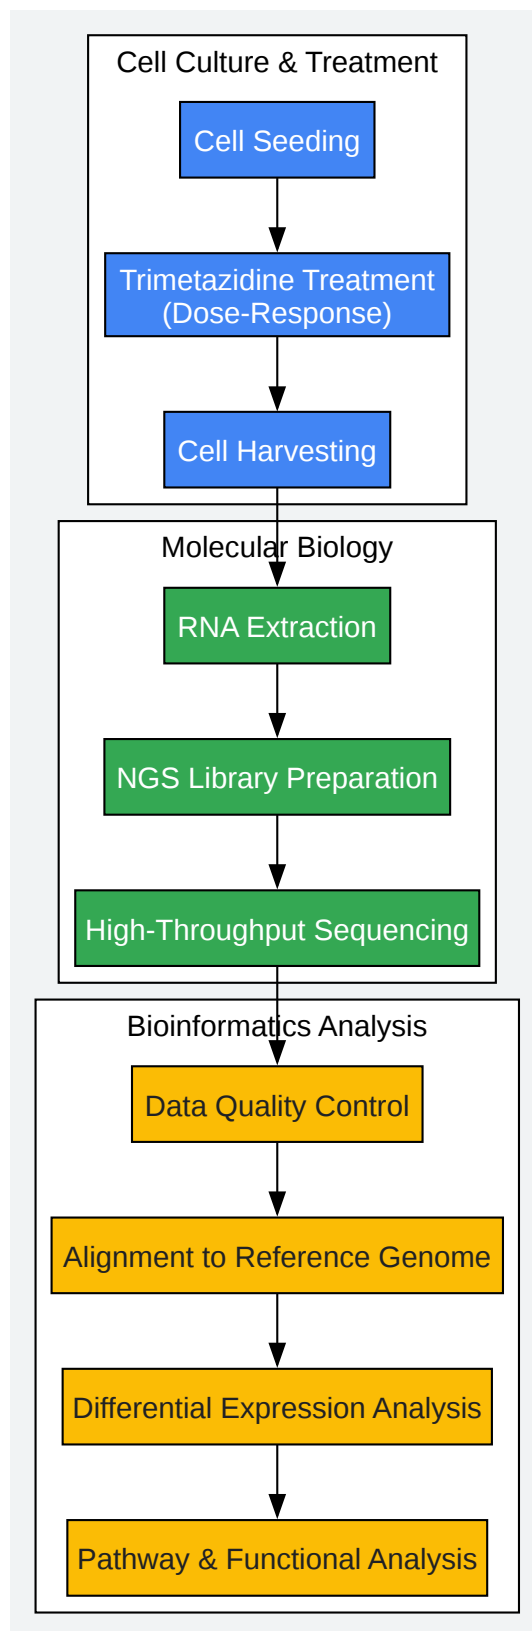 Cell Culture & Treatment
Cell Seeding
Trimetazidine Treatment
(Dose-Response)
Cell Harvesting
Molecular Biology
RNA Extraction
NGS Library Preparation
High-Throughput Sequencing
Bioinformatics Analysis
Data Quality Control
Alignment to Reference Genome
Differential Expression Analysis
Pathway & Functional Analysis